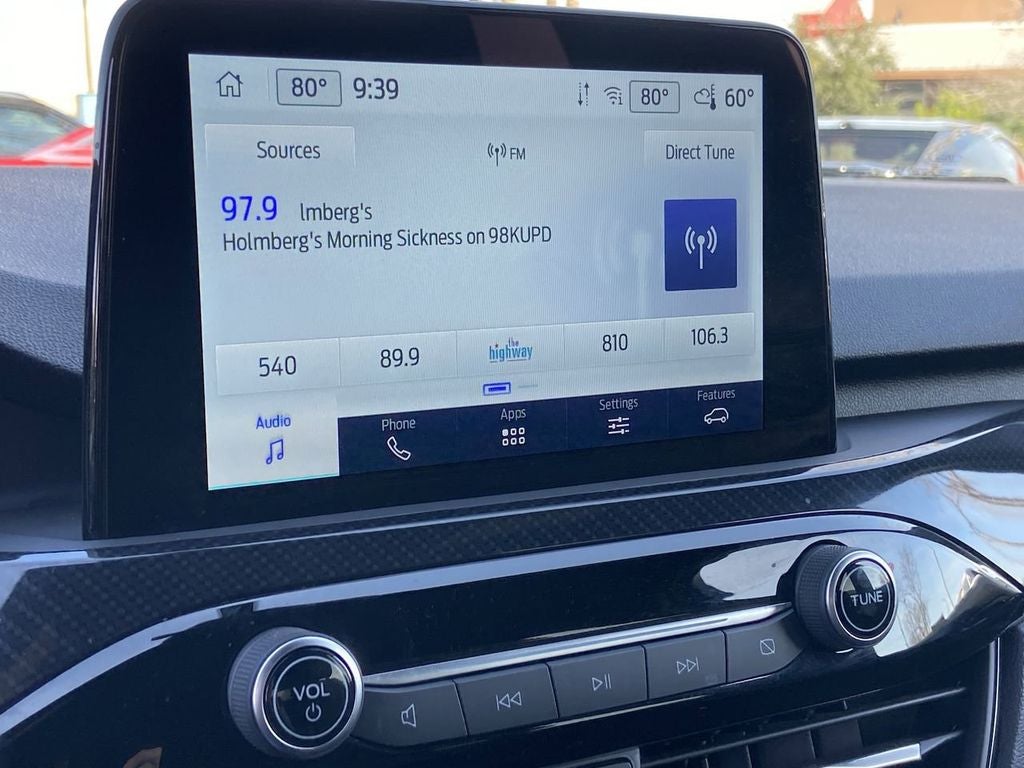 80° 9:39 80° 60°
Sources FM Direct Tune
97.9 lmberg's
Holmberg's Morning Sickness on 98KUPD
540 89.9 the highway 810 106.3
Audio Phone Apps Settings Features
VOL TUNE